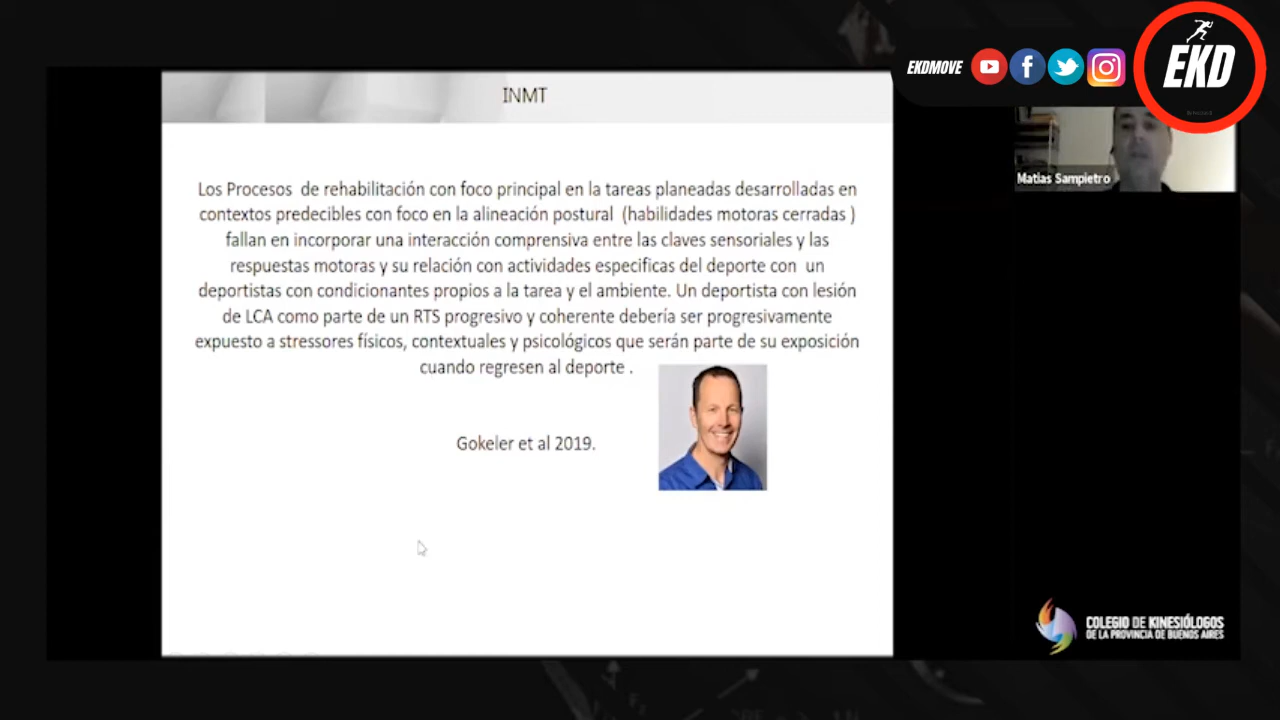 INMT
Los Procesos de rehabilitación con foco principal en la tareas planeadas desarrolladas en
contextos predecibles con foco en la alineación postural (habilidades motoras cerradas )
fallan en incorporar una interacción comprensiva entre las claves sensoriales y las
respuestas motoras y su relación con actividades especificas del deporte con un
deportistas con condicionantes propios a la tarea y el ambiente. Un deportista con lesión
de LCA como parte de un RTS progresivo y coherente debería ser progresivamente
expuesto a stressores físicos, contextuales y psicológicos que serán parte de su exposición
cuando regresen al deporte .
Gokeler et al 2019.
EKDMOVE
EKD
Matias Sampietro
COLEGIO DE KINESIÓLOGOS
DE LA PROVINCIA DE BUENOS AIRES